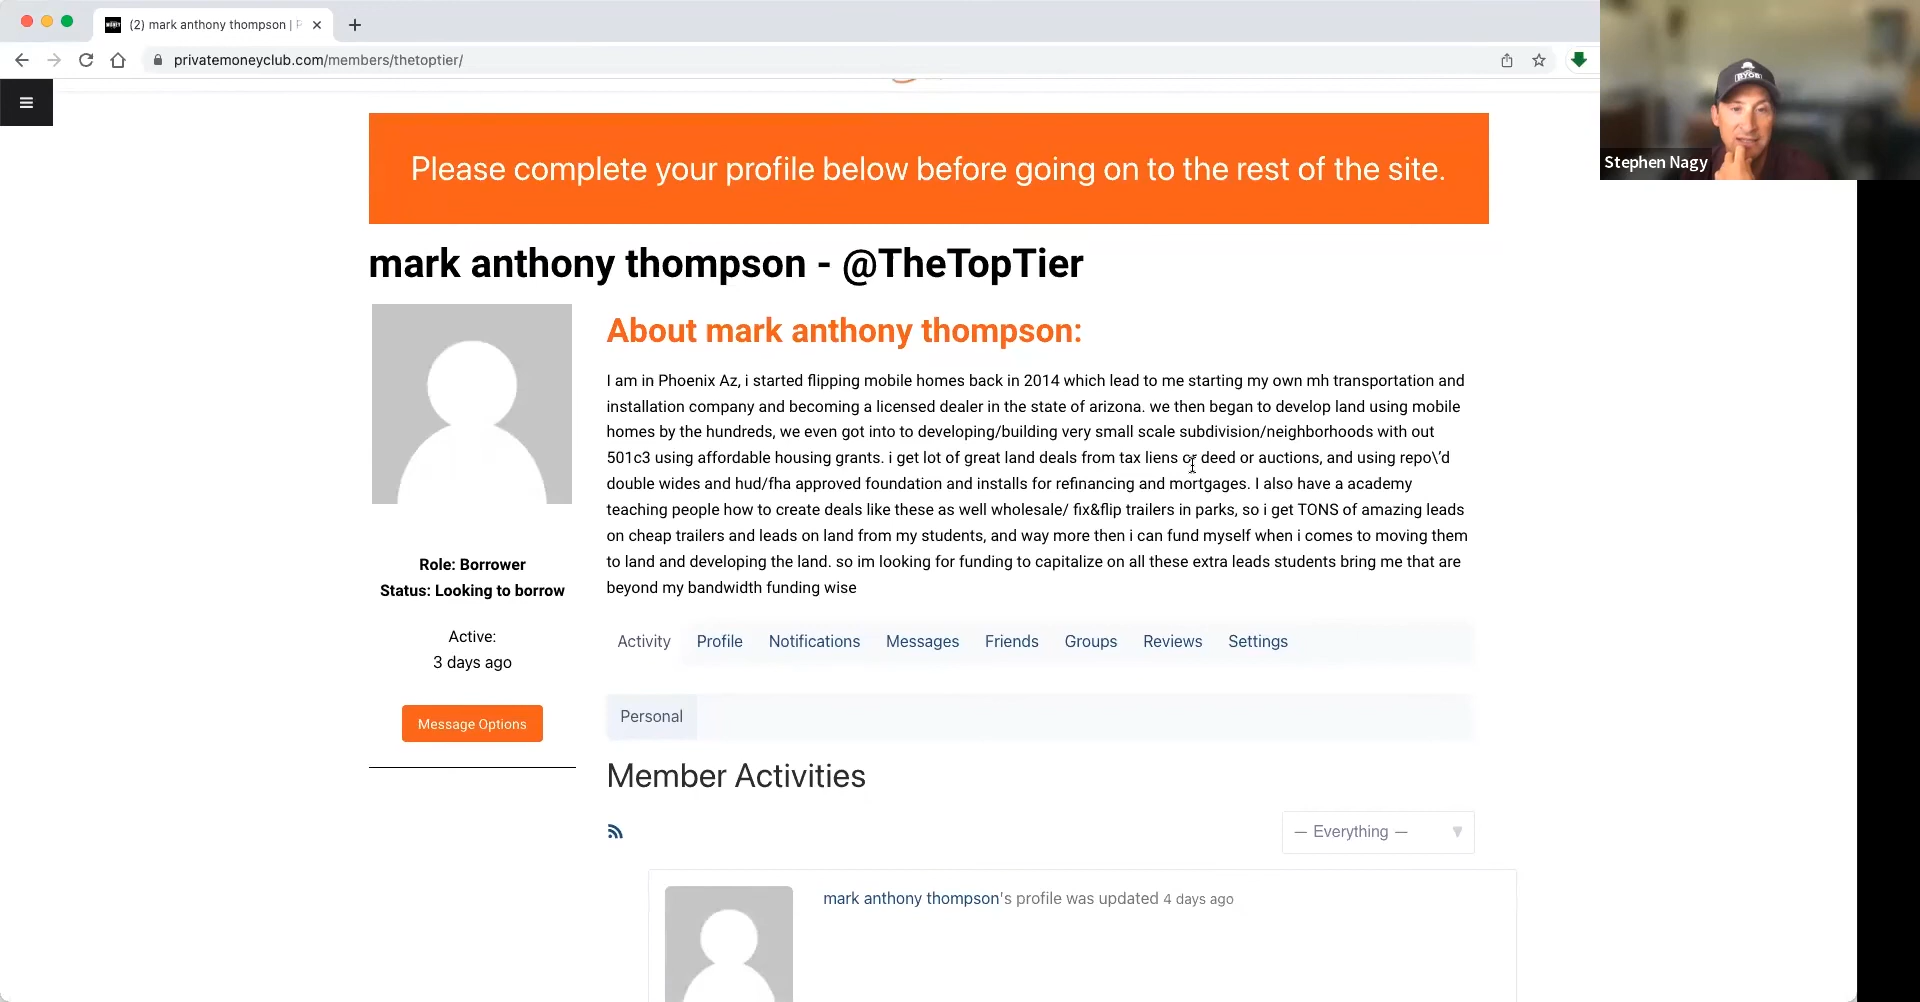 (2) mark anthony thompson |
privatemoneyclub.com/members/thetoptier/
BYOB
Stephen Nagy
Please complete your profile below before going on to the rest of the site.
mark anthony thompson - @TheTopTier
About mark anthony thompson:
I am in Phoenix Az, i started flipping mobile homes back in 2014 which lead to me starting my own mh transportation and
installation company and becoming a licensed dealer in the state of arizona. we then began to develop land using mobile
homes by the hundreds, we even got into to developing/building very small scale subdivision/neighborhoods with out
501c3 using affordable housing grants. i get lot of great land deals from tax liens or deed or auctions, and using repo\'d
double wides and hud/fha approved foundation and installs for refinancing and mortgages. I also have a academy
teaching people how to create deals like these as well wholesale/ fix&flip trailers in parks, so i get TONS of amazing leads
on cheap trailers and leads on land from my students, and way more then i can fund myself when i comes to moving them
to land and developing the land. so im looking for funding to capitalize on all these extra leads students bring me that are
beyond my bandwidth funding wise
Role: Borrower
Status: Looking to borrow
Active:
3 days ago
Message Options
Activity Profile Notifications Messages Friends Groups Reviews Settings
Personal
Member Activities
— Everything —
mark anthony thompson's profile was updated 4 days ago